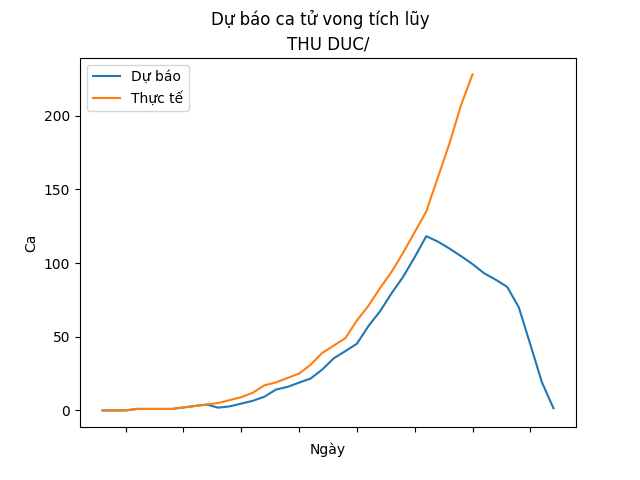 Dự báo ca tử vong tích lũy
THU DUC/
Dự báo
Thực tế
200
150
100
50
0
Ca
Ngày